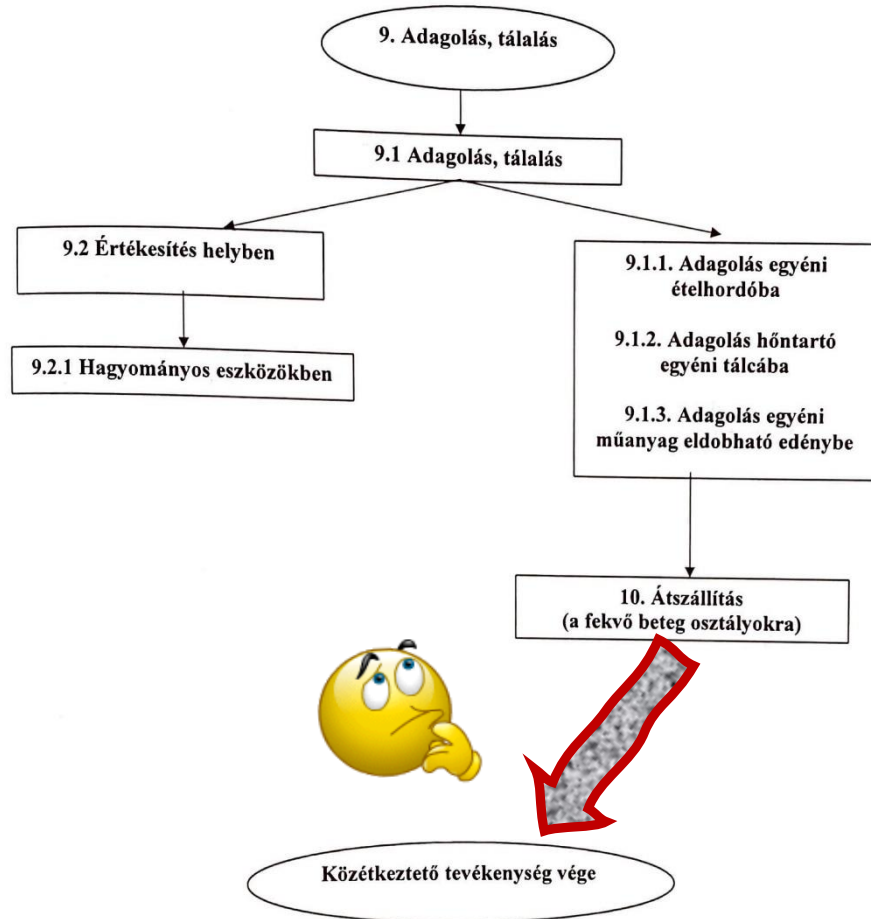 9. Adagolás, tálalás
9.1 Adagolás, tálalás
9.2 Értékesítés helyben
9.2.1 Hagyományos eszközökben
9.1.1. Adagolás egyéni
ételhordóba
9.1.2. Adagolás hőntartó
egyéni tálcába
9.1.3. Adagolás egyéni
műanyag eldobható edénybe
10. Átszállítás
(a fekvő beteg osztályokra)
Közétkeztető tevékenység vége